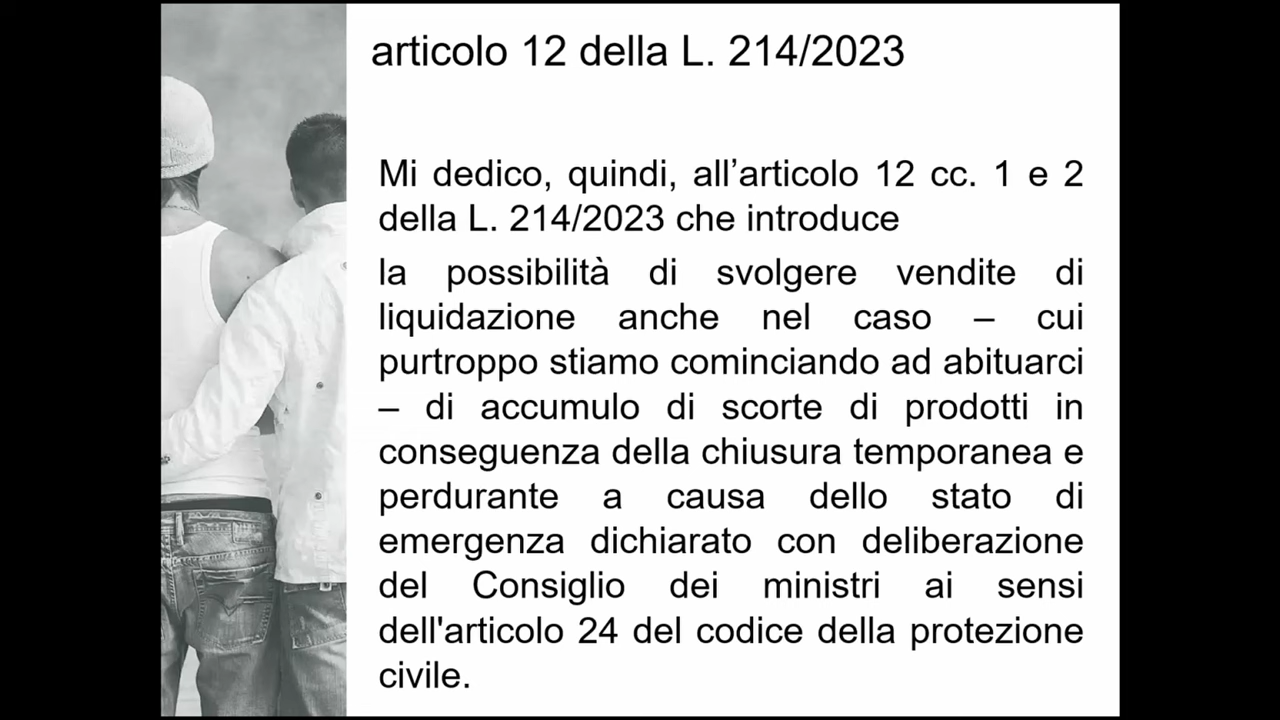 articolo 12 della L. 214/2023
Mi dedico, quindi, all’articolo 12 cc. 1 e 2
della L. 214/2023 che introduce
la possibilità di svolgere vendite di
liquidazione anche nel caso – cui
purtroppo stiamo cominciando ad abituarci
– di accumulo di scorte di prodotti in
conseguenza della chiusura temporanea e
perdurante a causa dello stato di
emergenza dichiarato con deliberazione
del Consiglio dei ministri ai sensi
dell'articolo 24 del codice della protezione
civile.